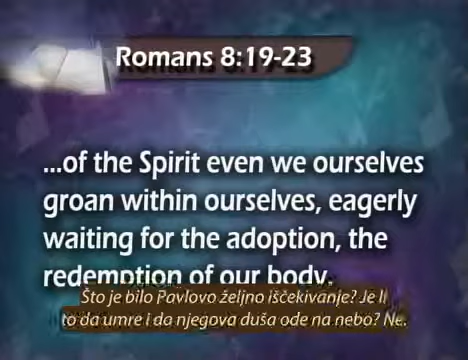 Romans 8:19-23
...of the Spirit even we ourselves
groan within ourselves, eagerly
waiting for the adoption, the
redemption of our body.
Što je bilo Pavlovo željno iščekivanje? Je li
to da umre i da njegova duša ode na nebo? Ne.